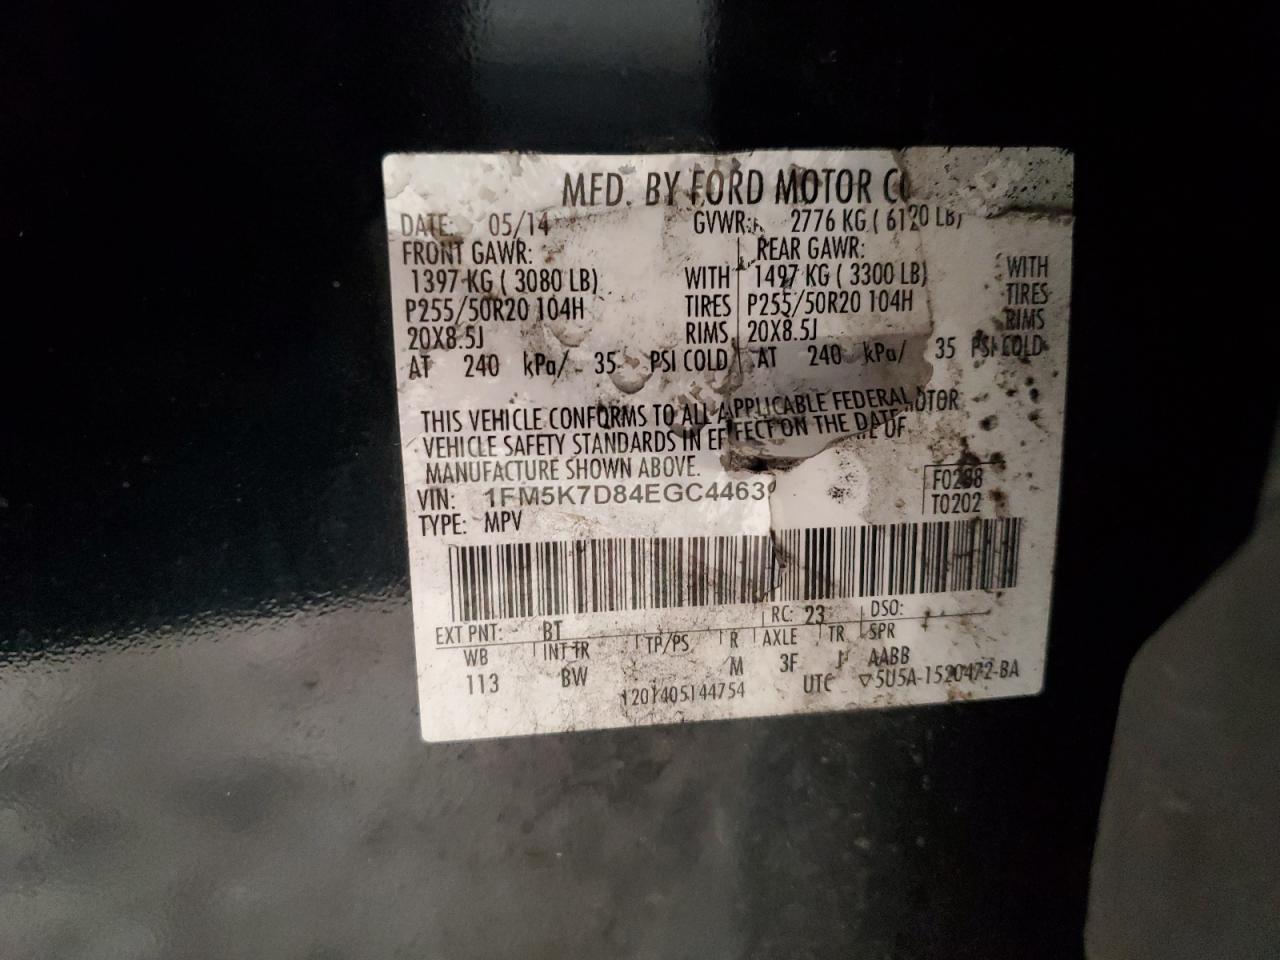 MFD. BY FORD MOTOR CO
DATE: 05/14 GVWR: 2776 KG ( 6120 LB)
FRONT GAWR: REAR GAWR:
1397 KG ( 3080 LB) WITH 1497 KG ( 3300 LB) WITH
P255/50R20 104H TIRES P255/50R20 104H TIRES
20X8.5J RIMS 20X8.5J RIMS
AT 240 kPa/ 35 PSI COLD AT 240 kPa/ 35 PSI COLD
THIS VEHICLE CONFORMS TO ALL APPLICABLE FEDERAL MOTOR
VEHICLE SAFETY STANDARDS IN EFFECT ON THE DATE OF
MANUFACTURE SHOWN ABOVE.
VIN: 1FM5K7D84EGC4463
F0288
T0202
TYPE: MPV
RC: 23 DSO:
EXT PNT: BT
WB INT TR TP/PS R AXLE TR SPR
113 BW M 3F J AABB
1201405144754 UTC ▽5U5A-1520472-BA